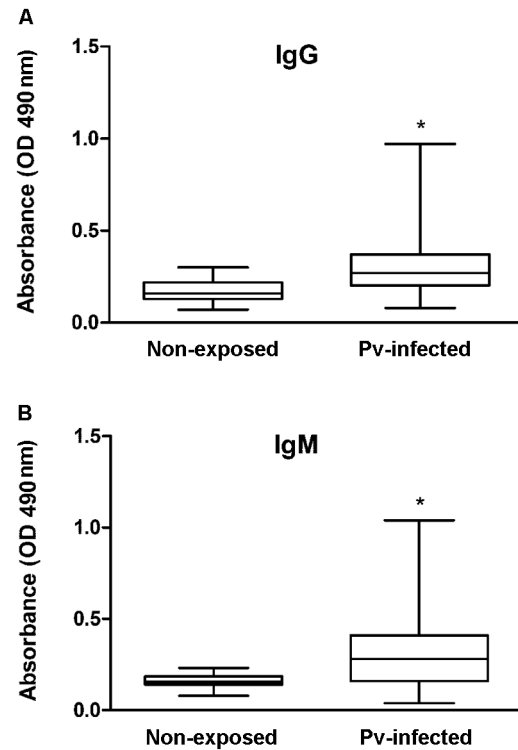 A
IgG
Absorbance (OD 490 nm)
1.5
1.0
0.5
0.0
*
Non-exposed Pv-infected
B
IgM
Absorbance (OD 490 nm)
1.5
1.0
0.5
0.0
*
Non-exposed Pv-infected